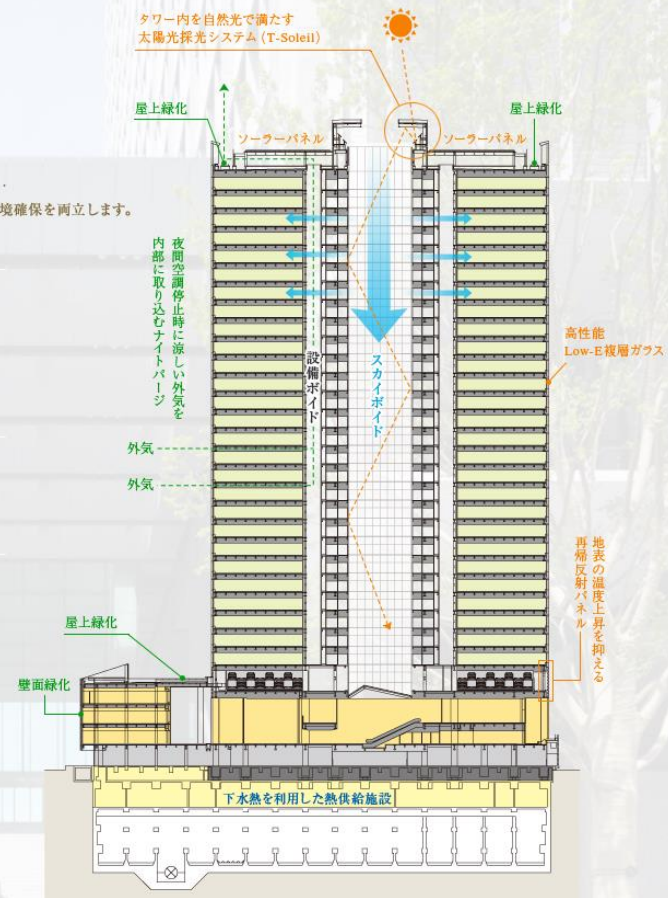 タワー内を自然光で満たす
太陽光採光システム（T-Soleil）
屋上緑化
ソーラーパネル
ソーラーパネル
屋上緑化
境確保を両立します。
夜間空調停止時に涼しい外気を
内部に取り込むナイトパージ
設備ボイド
スカイボイド
高性能
Low-E複層ガラス
外気
外気
地表の温度上昇を抑える
再帰反射パネル
屋上緑化
壁面緑化
下水熱を利用した熱供給施設